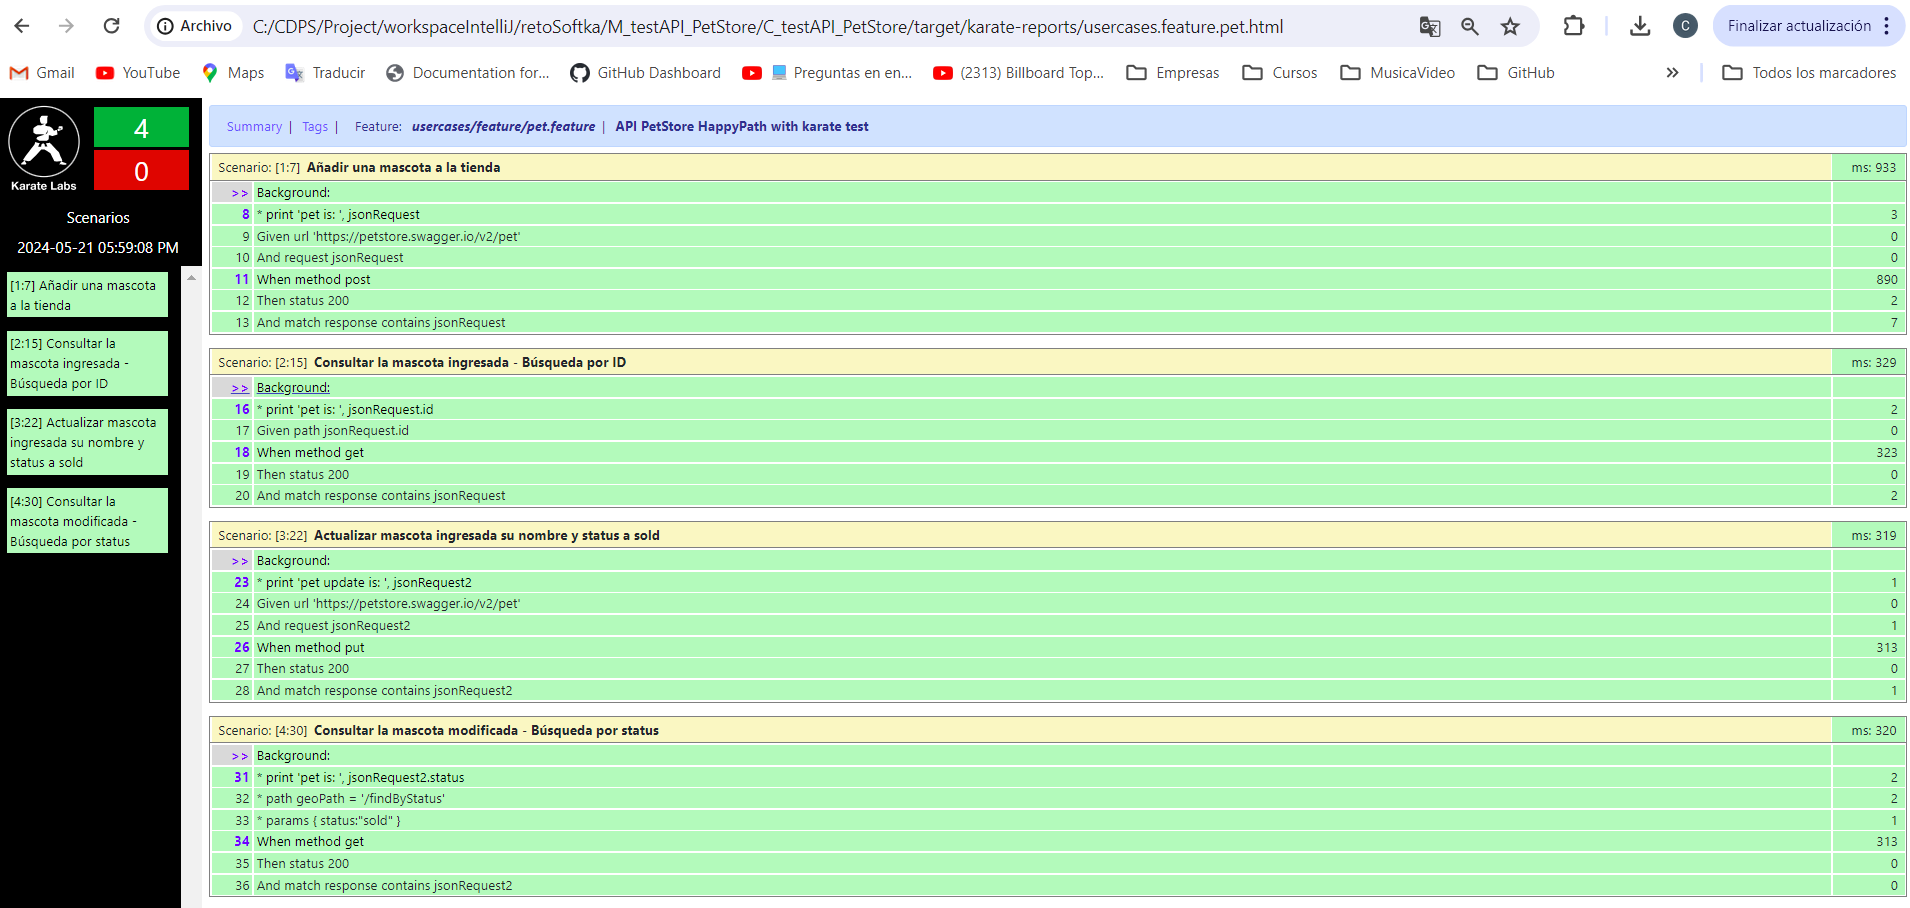 Archivo C:/CDPS/Project/workspaceIntelliJ/retoSoftka/M_testAPI_PetStore/C_testAPI_PetStore/target/karate-reports/usercases.feature.pet.html C Finalizar actualización
Gmail YouTube Maps Traducir Documentation for... GitHub Dashboard Preguntas en en... (2313) Billboard Top... Empresas Cursos MusicaVideo GitHub » Todos los marcadores
4
0
Karate Labs
Scenarios
2024-05-21 05:59:08 PM
[1:7] Añadir una mascota
a la tienda
[2:15] Consultar la
mascota ingresada -
Búsqueda por ID
[3:22] Actualizar mascota
ingresada su nombre y
status a sold
[4:30] Consultar la
mascota modificada -
Búsqueda por status
Summary | Tags | Feature: usercases/feature/pet.feature | API PetStore HappyPath with karate test
Scenario: [1:7] Añadir una mascota a la tienda ms: 933
>> Background:
8 * print 'pet is: ', jsonRequest 3
9 Given url 'https://petstore.swagger.io/v2/pet' 0
10 And request jsonRequest 0
11 When method post 890
12 Then status 200 2
13 And match response contains jsonRequest 7
Scenario: [2:15] Consultar la mascota ingresada - Búsqueda por ID ms: 329
>> Background:
16 * print 'pet is: ', jsonRequest.id 2
17 Given path jsonRequest.id 0
18 When method get 323
19 Then status 200 0
20 And match response contains jsonRequest 2
Scenario: [3:22] Actualizar mascota ingresada su nombre y status a sold ms: 319
>> Background:
23 * print 'pet update is: ', jsonRequest2 1
24 Given url 'https://petstore.swagger.io/v2/pet' 0
25 And request jsonRequest2 1
26 When method put 313
27 Then status 200 0
28 And match response contains jsonRequest2 1
Scenario: [4:30] Consultar la mascota modificada - Búsqueda por status ms: 320
>> Background:
31 * print 'pet is: ', jsonRequest2.status 2
32 * path geoPath = '/findByStatus' 2
33 * params { status:"sold" } 1
34 When method get 313
35 Then status 200 0
36 And match response contains jsonRequest2 0